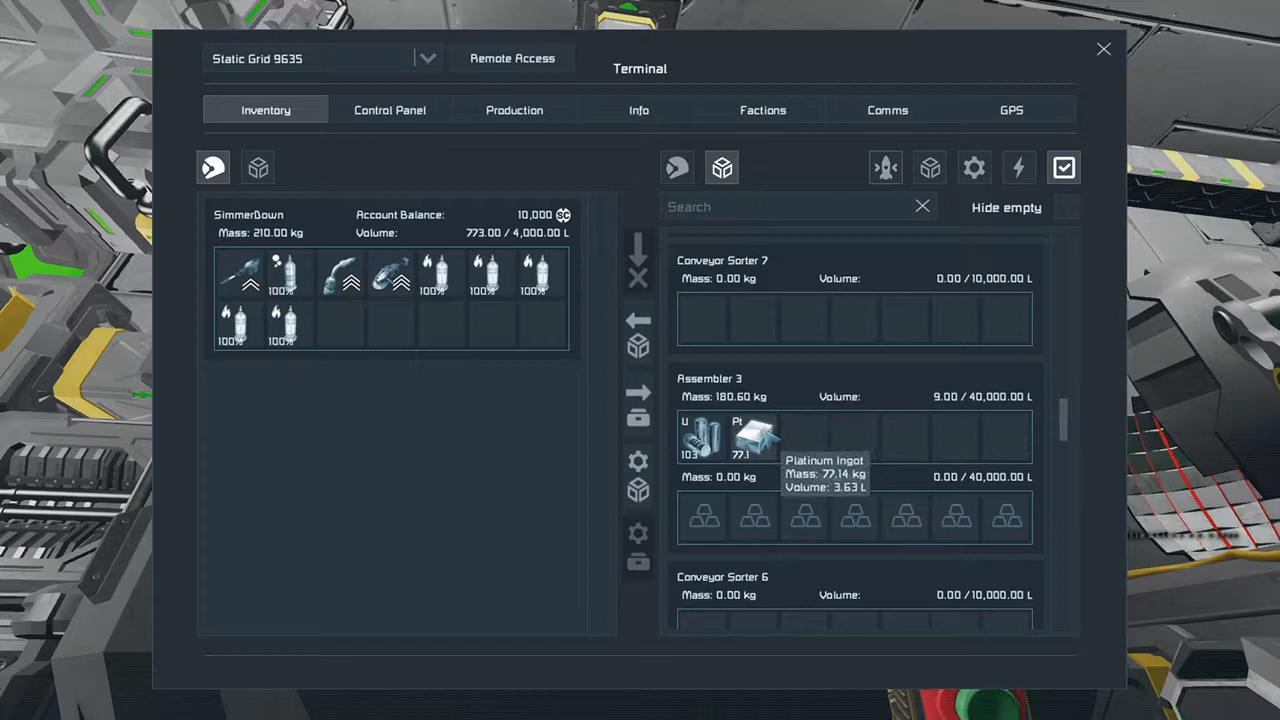 Static Grid 9635
Remote Access
Terminal
Inventory
Control Panel
Production
Info
Factions
Comms
GPS
SimmerDown
Account Balance:
10,000 SC
Mass: 210.00 kg
Volume:
773.00 / 4,000.00 L
100%
100%
100%
100%
100%
100%
Search
Hide empty
Conveyor Sorter 7
Mass: 0.00 kg
Volume:
0.00 / 10,000.00 L
Assembler 3
Mass: 180.60 kg
Volume:
9.00 / 40,000.00 L
U
103
Pt
77.1
Platinum Ingot
Mass: 77.14 kg
Volume: 3.63 L
Mass: 0.00 kg
0.00 / 40,000.00 L
Conveyor Sorter 6
Mass: 0.00 kg
Volume:
0.00 / 10,000.00 L